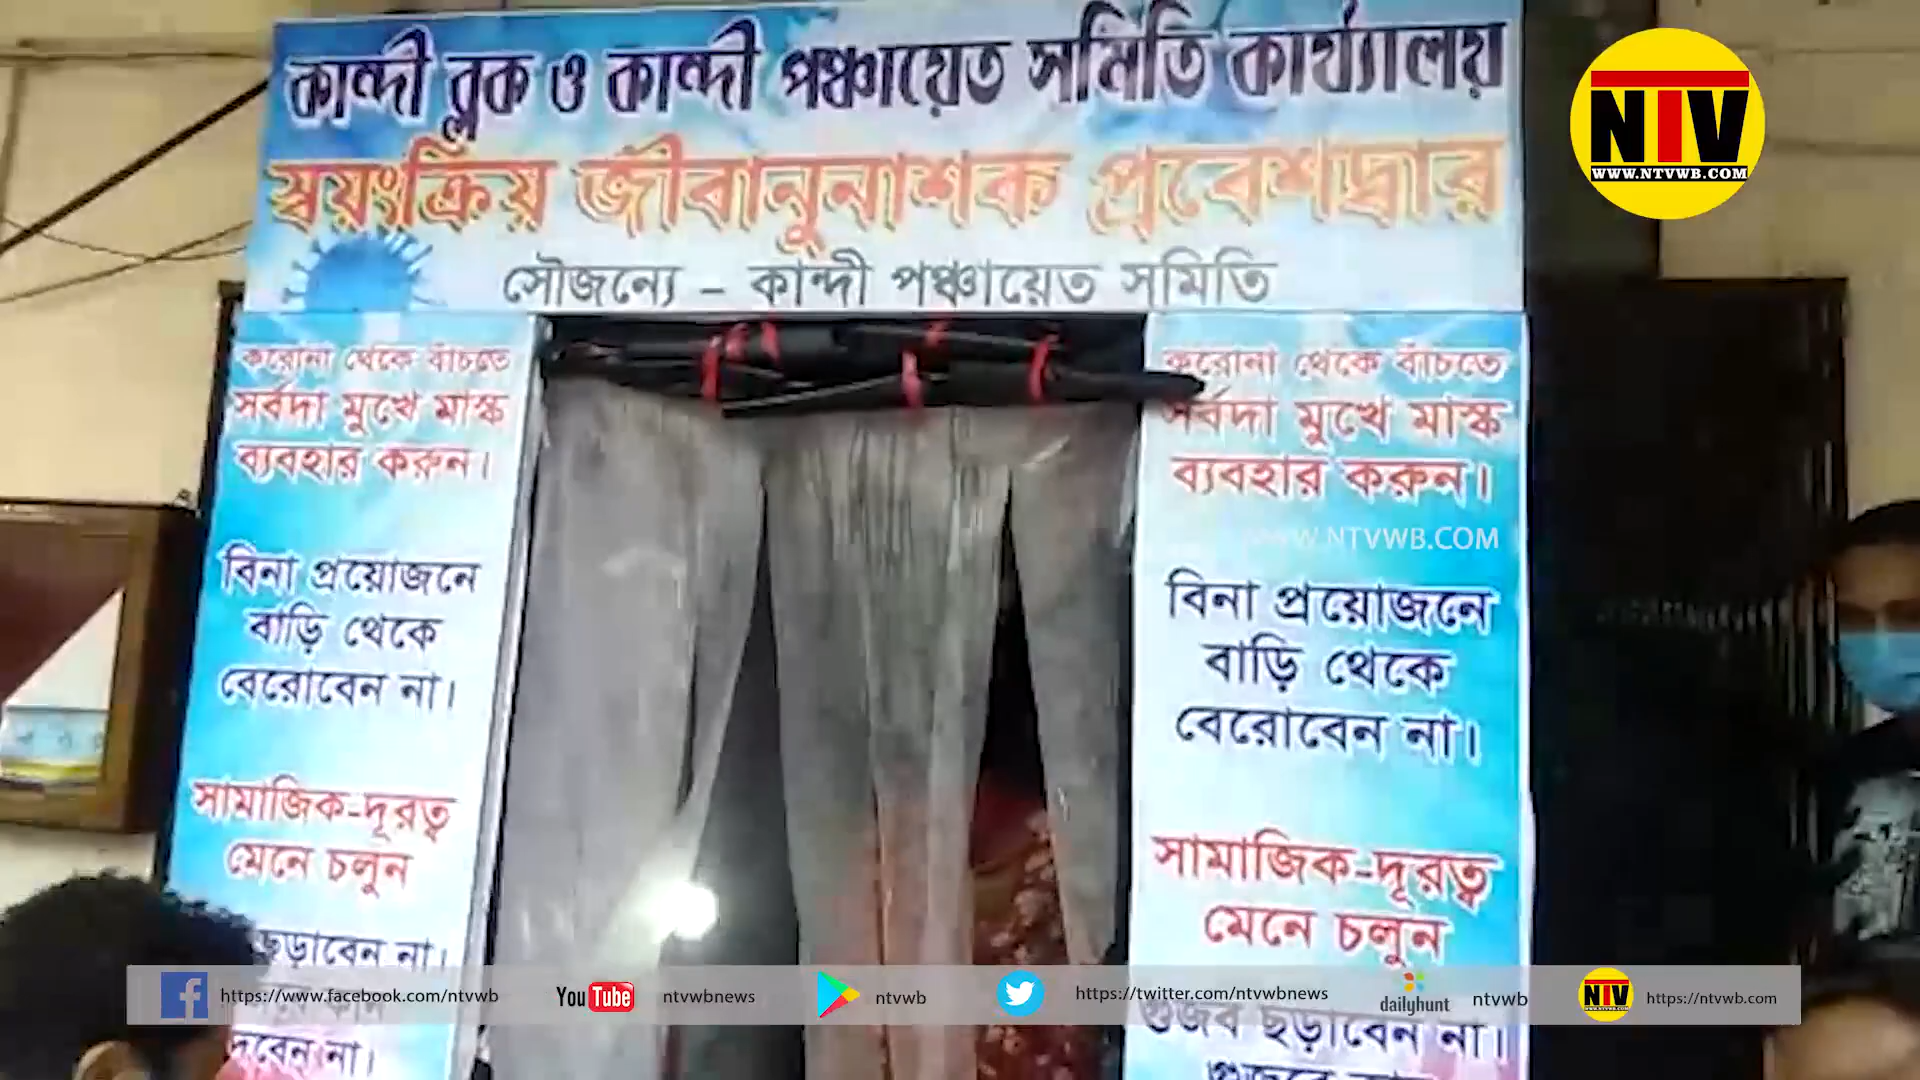 কান্দী ব্লক ও কান্দী পঞ্চায়েত সমিতি কার্য্যালয়
স্বয়ংক্রিয় জীবানুনাশক প্রবেশদ্বার
সৌজন্যে – কান্দী পঞ্চায়েত সমিতি
করোনা থেকে বাঁচতে
সর্বদা মুখে মাস্ক
ব্যবহার করুন।
বিনা প্রয়োজনে
বাড়ি থেকে
বেরোবেন না।
সামাজিক-দূরত্ব
মেনে চলুন
ছড়াবেন না।
দেবেন না।
করোনা থেকে বাঁচতে
সর্বদা মুখে মাস্ক
ব্যবহার করুন।
WWW.NTVWB.COM
বিনা প্রয়োজনে
বাড়ি থেকে
বেরোবেন না।
সামাজিক-দূরত্ব
মেনে চলুন
গুজব ছড়াবেন না।
NTV
WWW.NTVWB.COM
https://www.facebook.com/ntvwb YouTube ntvwbnews ntvwb https://twitter.com/ntvwbnews dailyhunt ntvwb NTV https://ntvwb.com